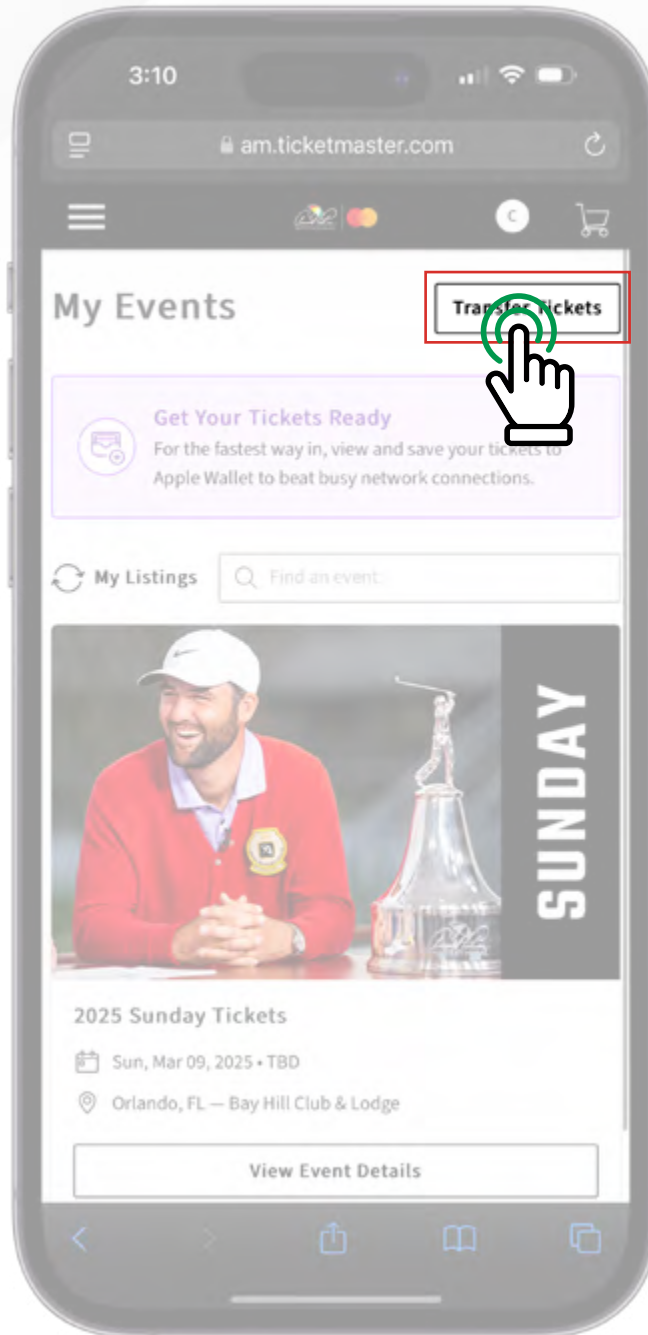 3:10
am.ticketmaster.com
C
My Events
Transfer Tickets
Get Your Tickets Ready
For the fastest way in, view and save your tickets to
Apple Wallet to beat busy network connections.
My Listings
Find an event.
SUNDAY
2025 Sunday Tickets
Sun, Mar 09, 2025 • TBD
Orlando, FL — Bay Hill Club & Lodge
View Event Details